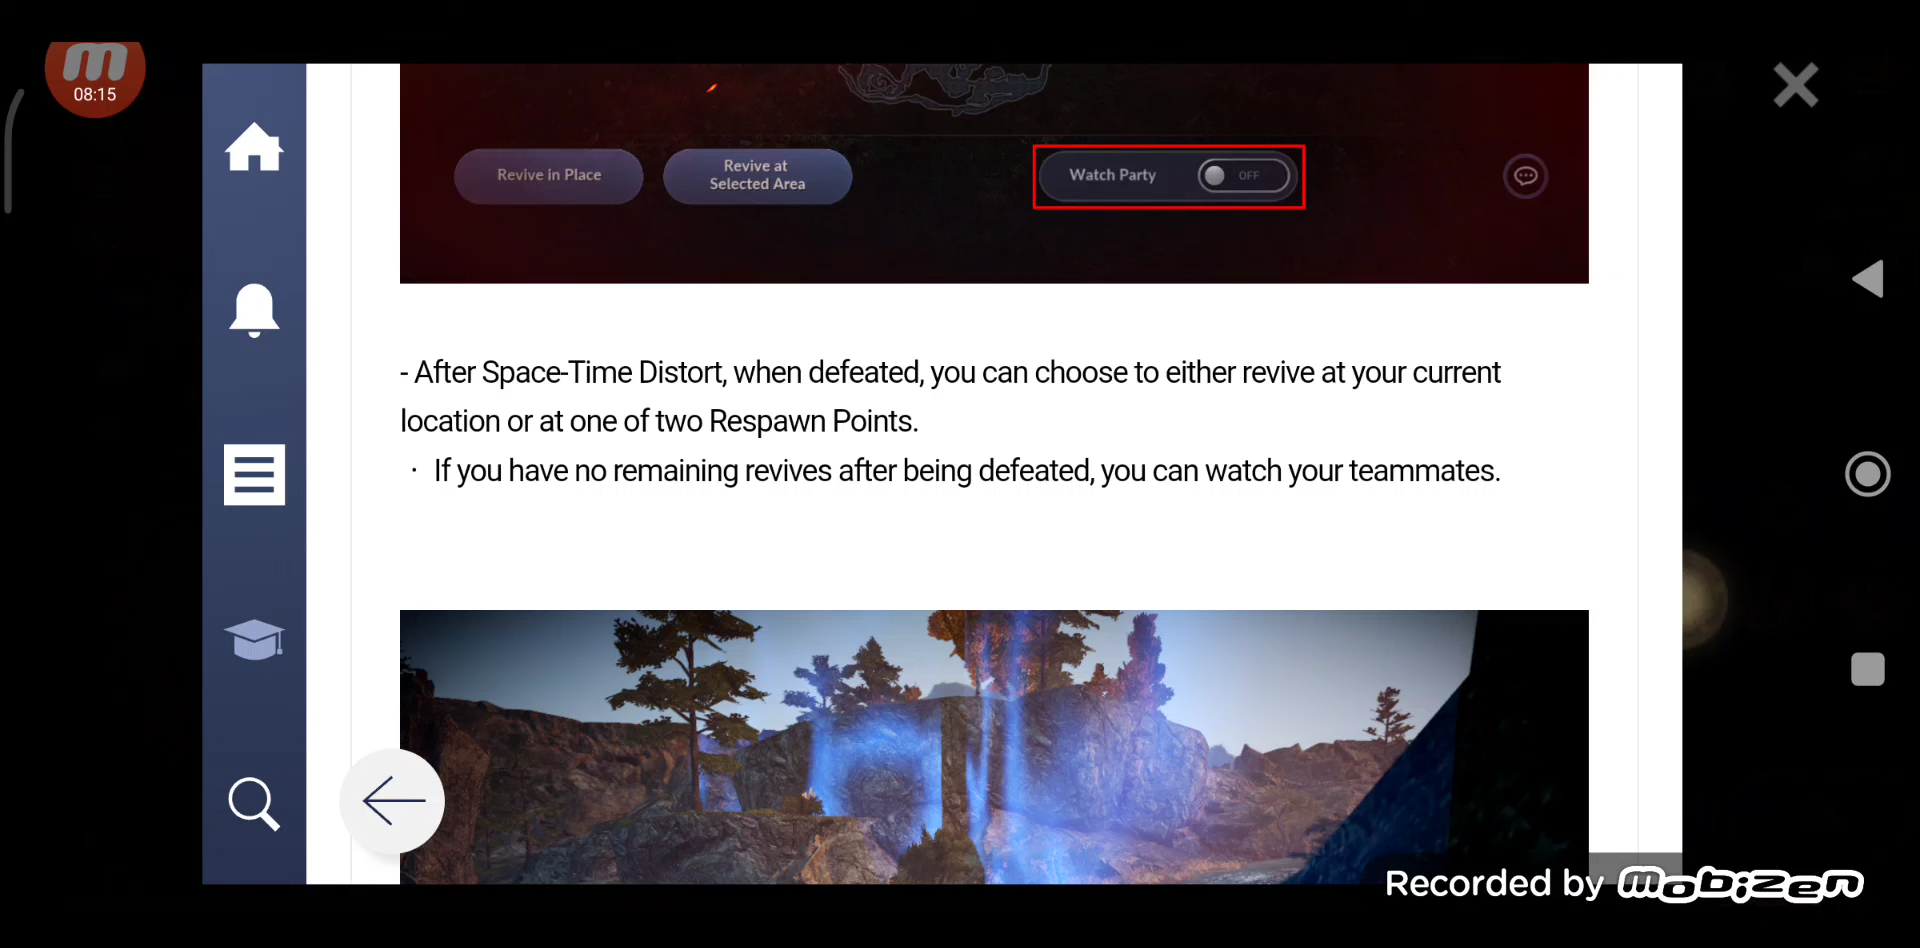 08:15
Revive in Place
Revive at
Selected Area
Watch Party
OFF
- After Space-Time Distort, when defeated, you can choose to either revive at your current
location or at one of two Respawn Points.
· If you have no remaining revives after being defeated, you can watch your teammates.
Recorded by mobizen